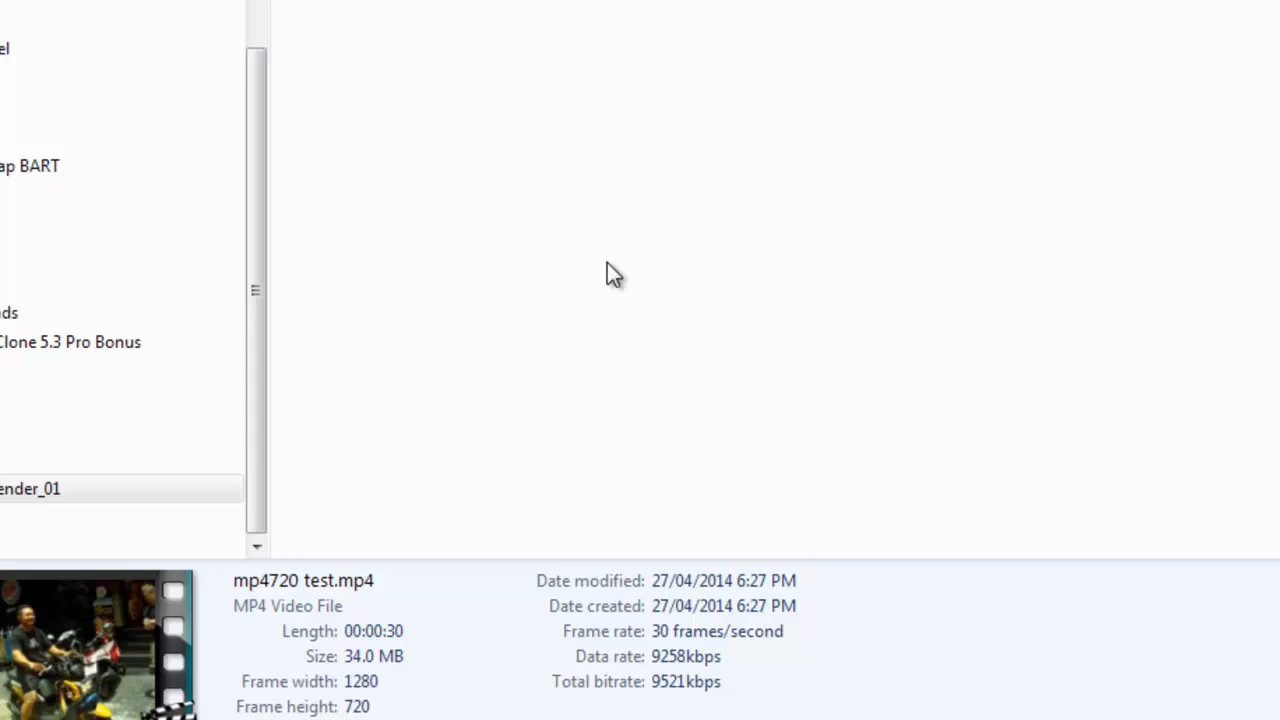 el
ap BART
ads
Clone 5.3 Pro Bonus
ender_01
mp4720 test.mp4
MP4 Video File
Length: 00:00:30
Size: 34.0 MB
Frame width: 1280
Frame height: 720
Date modified: 27/04/2014 6:27 PM
Date created: 27/04/2014 6:27 PM
Frame rate: 30 frames/second
Data rate: 9258kbps
Total bitrate: 9521kbps